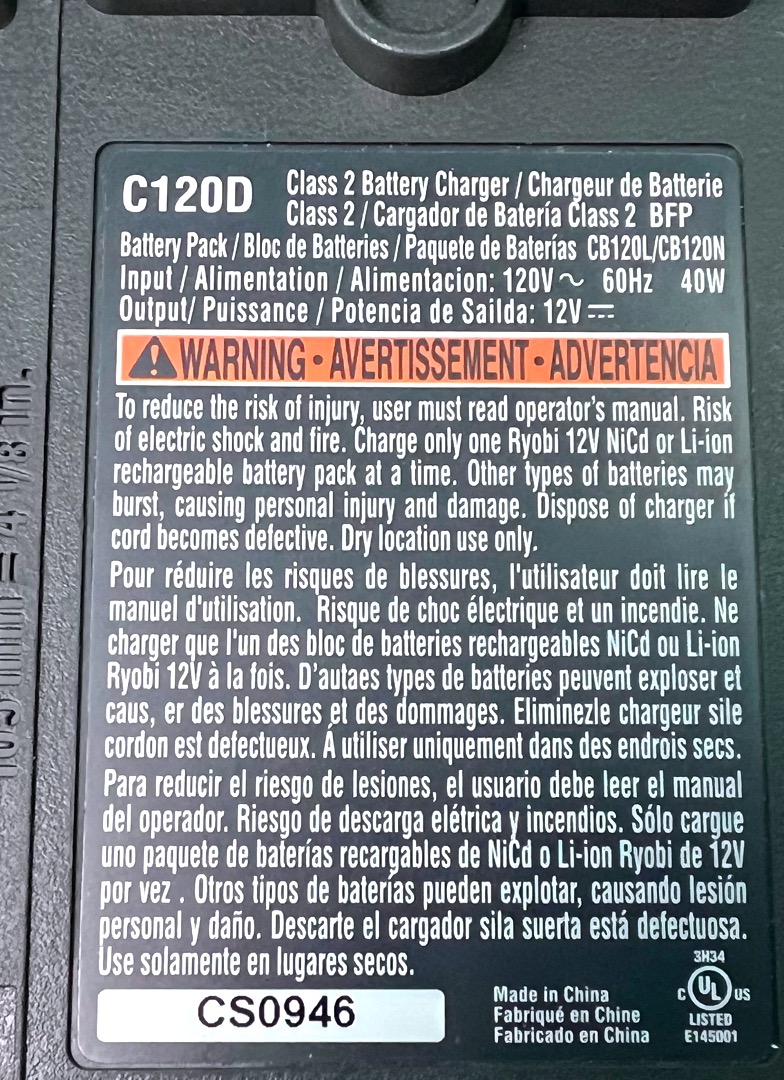 C120D Class 2 Battery Charger / Chargeur de Batterie
Class 2 / Cargador de Batería Class 2 BFP
Battery Pack / Bloc de Batteries / Paquete de Baterías CB120L/CB120N
Input / Alimentation / Alimentacion: 120V ~ 60Hz 40W
Output/ Puissance / Potencia de Sailda: 12V ⎓
⚠WARNING • AVERTISSEMENT • ADVERTENCIA
To reduce the risk of injury, user must read operator's manual. Risk
of electric shock and fire. Charge only one Ryobi 12V NiCd or Li-ion
rechargeable battery pack at a time. Other types of batteries may
burst, causing personal injury and damage. Dispose of charger if
cord becomes defective. Dry location use only.
Pour réduire les risques de blessures, l'utilisateur doit lire le
manuel d'utilisation. Risque de choc électrique et un incendie. Ne
charger que l'un des bloc de batteries rechargeables NiCd ou Li-ion
Ryobi 12V à la fois. D'autaes types de batteries peuvent exploser et
caus, er des blessures et des dommages. Eliminezle chargeur sile
cordon est defectueux. Á utiliser uniquement dans des endrois secs.
Para reducir el riesgo de lesiones, el usuario debe leer el manual
del operador. Riesgo de descarga elétrica y incendios. Sólo cargue
uno paquete de baterías recargables de NiCd o Li-ion Ryobi de 12V
por vez . Otros tipos de baterías pueden explotar, causando lesión
personal y daño. Descarte el cargador sila suerta está defectuosa.
Use solamente en lugares secos.
CS0946
Made in China
Fabriqué en Chine
Fabricado en China
3H34
C UL US
LISTED
E145001
105 mm = 4 1/8 in.